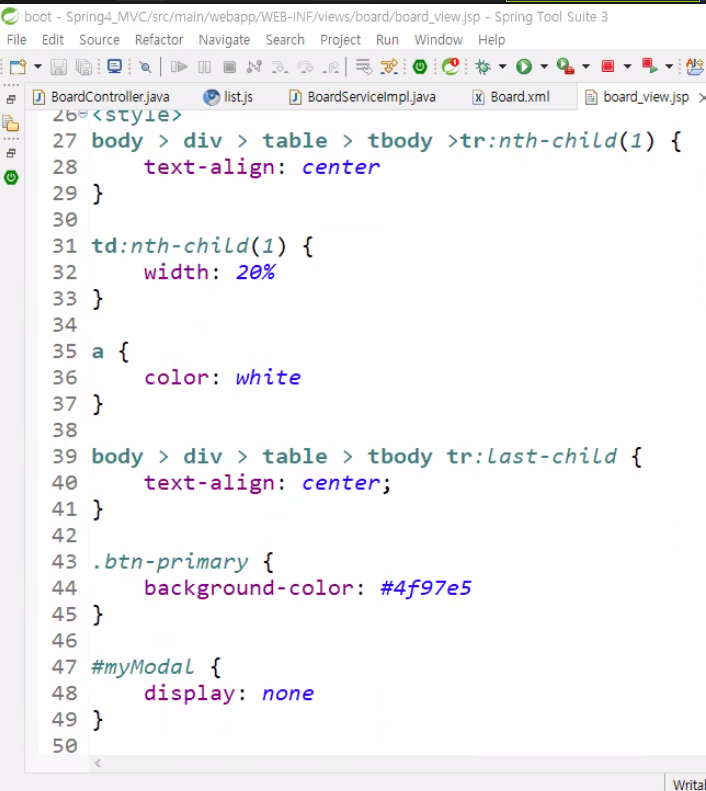 boot - Spring4_MVC/src/main/webapp/WEB-INF/views/board/board_view.jsp - Spring Tool Suite 3
File Edit Source Refactor Navigate Search Project Run Window Help
BoardController.java list.js BoardServiceImpl.java Board.xml board_view.jsp
26 <style>
27 body > div > table > tbody >tr:nth-child(1) {
28 text-align: center
29 }
30
31 td:nth-child(1) {
32 width: 20%
33 }
34
35 a {
36 color: white
37 }
38
39 body > div > table > tbody tr:last-child {
40 text-align: center;
41 }
42
43 .btn-primary {
44 background-color: #4f97e5
45 }
46
47 #myModal {
48 display: none
49 }
50